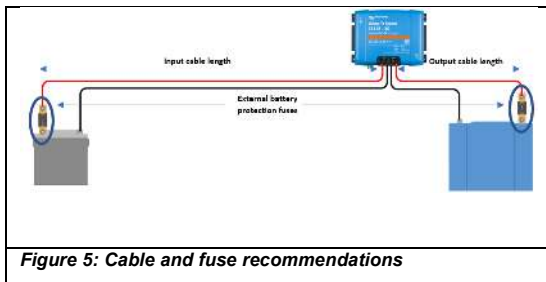 Input cable length
Output cable length
External battery
protection fuses
Figure 5: Cable and fuse recommendations